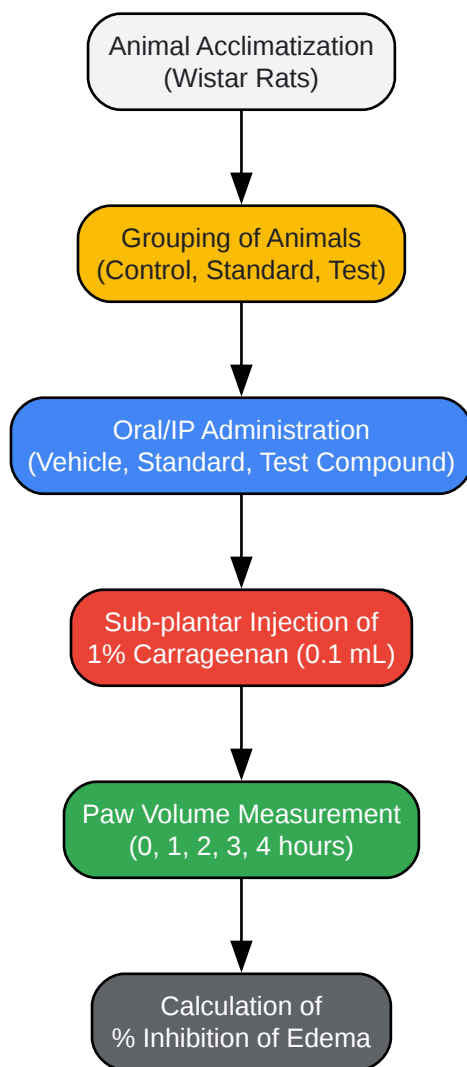 Animal Acclimatization
(Wistar Rats)
Grouping of Animals
(Control, Standard, Test)
Oral/IP Administration
(Vehicle, Standard, Test Compound)
Sub-plantar Injection of
1% Carrageenan (0.1 mL)
Paw Volume Measurement
(0, 1, 2, 3, 4 hours)
Calculation of
% Inhibition of Edema